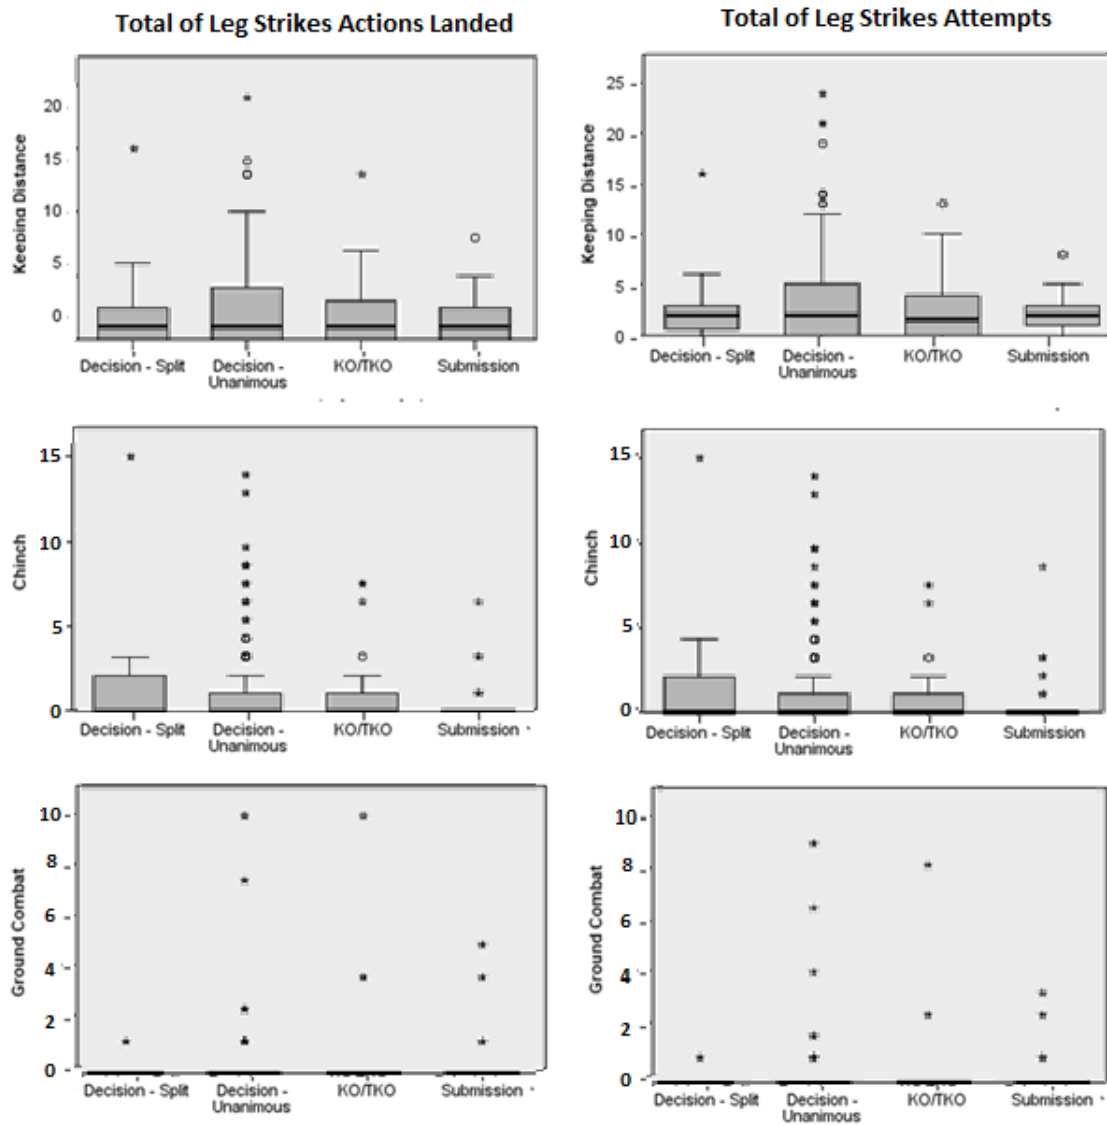 Total of Leg Strikes Actions Landed
Total of Leg Strikes Attempts
Keeping Distance
20
15
10
5
0
Decision - Split
Decision - Unanimous
KO/TKO
Submission
Keeping Distance
25
20
15
10
5
0
Decision - Split
Decision - Unanimous
KO/TKO
Submission
Chinch
15
10
5
0
Decision - Split
Decision - Unanimous
KO/TKO
Submission
Chinch
15
10
5
0
Decision - Split
Decision - Unanimous
KO/TKO
Submission
Ground Combat
10
8
6
4
2
0
Decision - Split
Decision - Unanimous
KO/TKO
Submission
Ground Combat
10
8
6
4
2
0
Decision - Split
Decision - Unanimous
KO/TKO
Submission